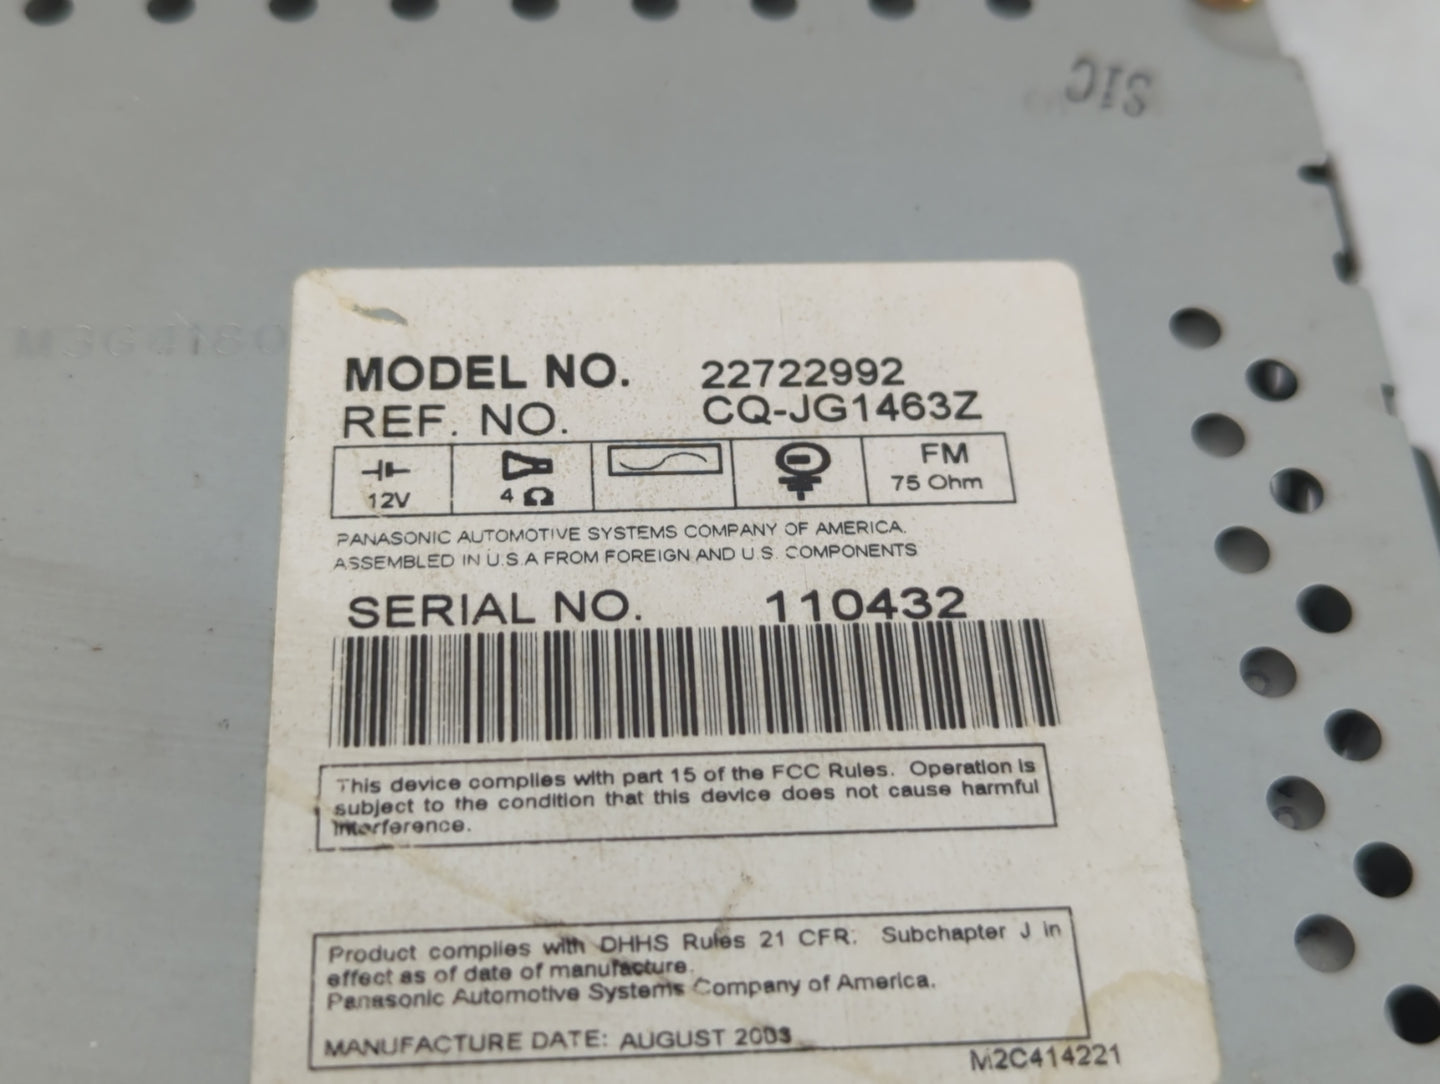 SIC
M3G4180
MODEL NO. 22722992
REF. NO. CQ-JG1463Z
12V
4 Ω
FM
75 Ohm
PANASONIC AUTOMOTIVE SYSTEMS COMPANY OF AMERICA.
ASSEMBLED IN U.S.A FROM FOREIGN AND U.S. COMPONENTS
SERIAL NO. 110432
This device complies with part 15 of the FCC Rules. Operation is
subject to the condition that this device does not cause harmful
interference.
Product complies with DHHS Rules 21 CFR. Subchapter J in
effect as of date of manufacture.
Panasonic Automotive Systems Company of America.
MANUFACTURE DATE: AUGUST 2003
M2C414221